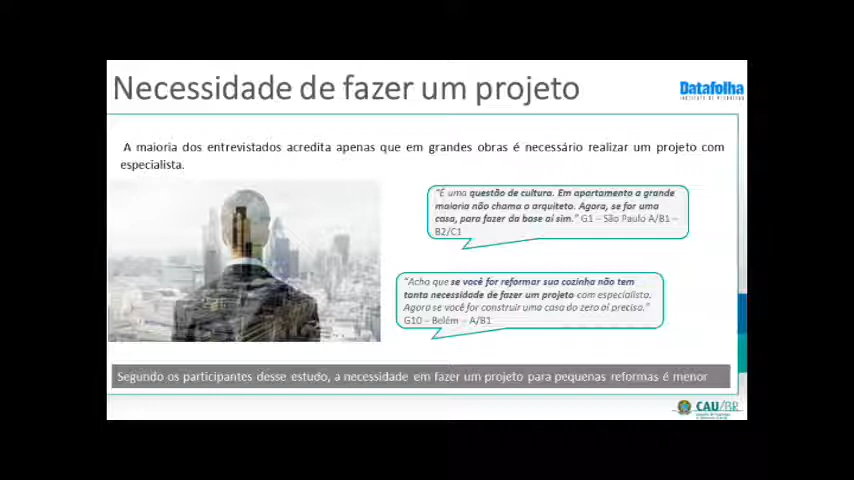 Necessidade de fazer um projeto
Datafolha
INSTITUTO DE PESQUISAS
A maioria dos entrevistados acredita apenas que em grandes obras é necessário realizar um projeto com
especialista.
“É uma questão de cultura. Em apartamento a grande
maioria não chama o arquiteto. Agora, se for uma
casa, para fazer da base aí sim.” G1 – São Paulo A/B1 –
B2/C1
“Acho que se você for reformar sua cozinha não tem
tanta necessidade de fazer um projeto com especialista.
Agora se você for construir uma casa do zero aí precisa.”
G10 – Belém – A/B1
Segundo os participantes desse estudo, a necessidade em fazer um projeto para pequenas reformas é menor
CAU/BR